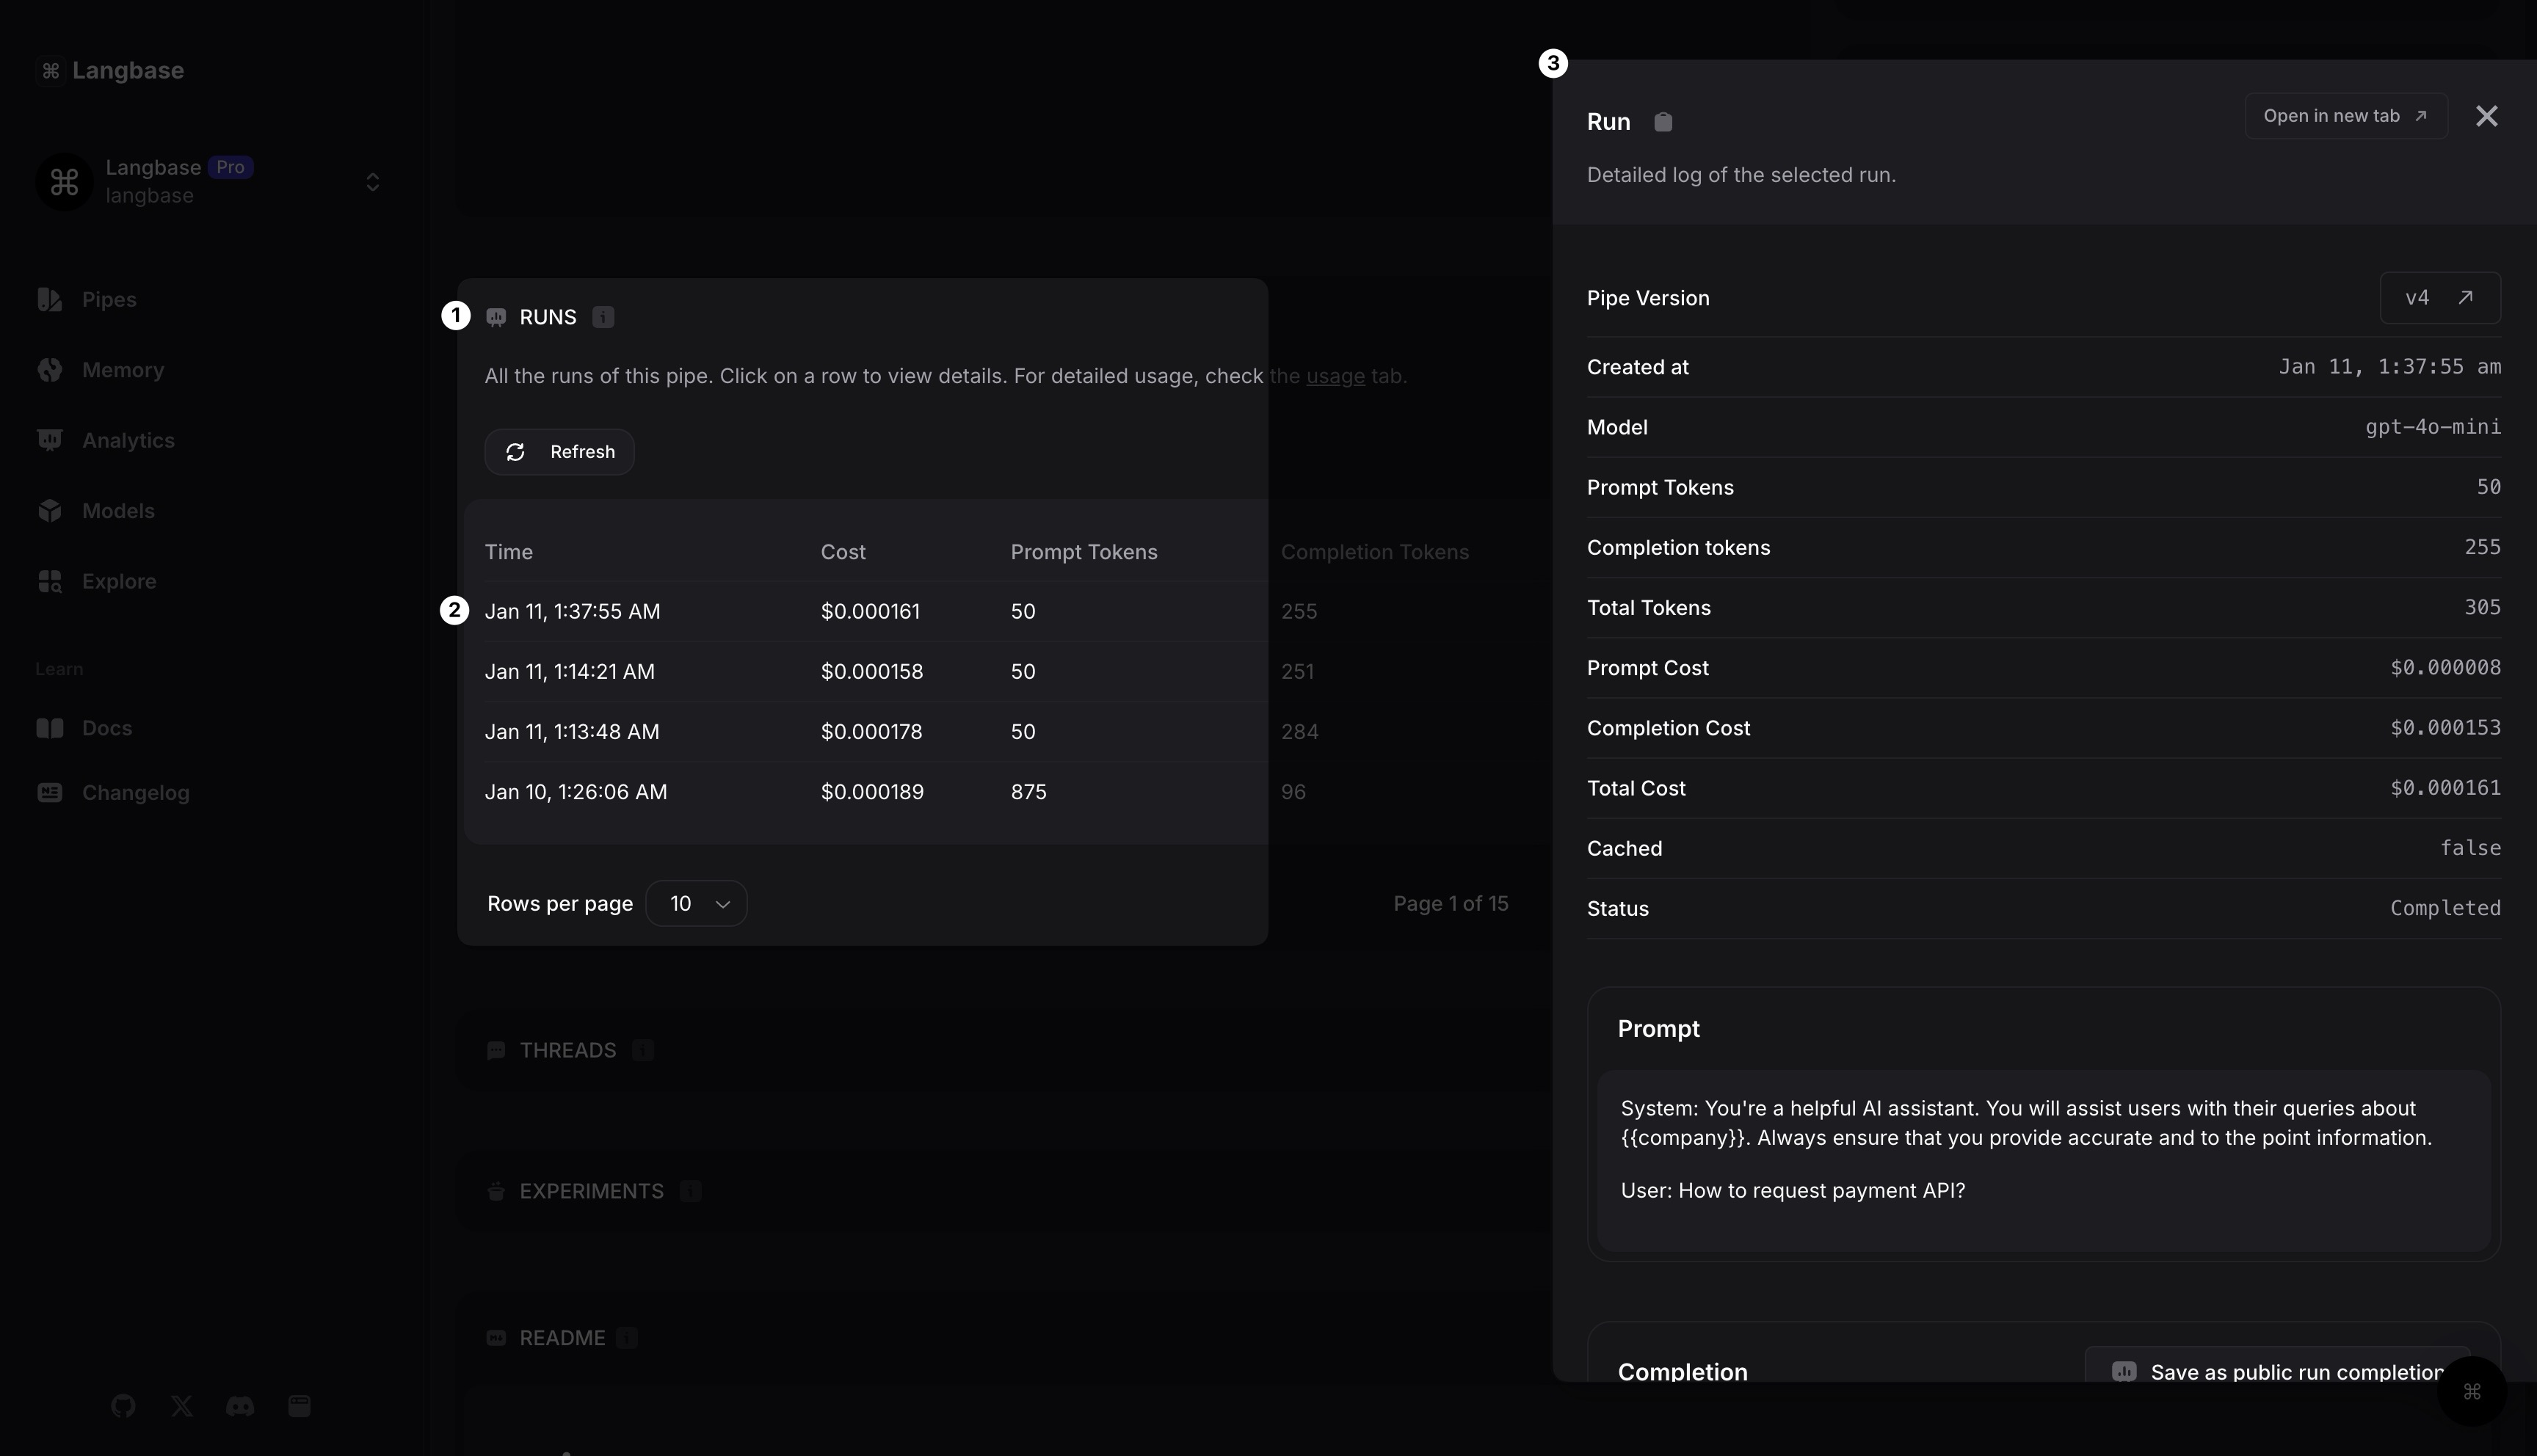 Langbase
Langbase Pro
langbase
Pipes
Memory
Analytics
Models
Explore
Learn
Docs
Changelog
1
RUNS
All the runs of this pipe. Click on a row to view details. For detailed usage, check the usage tab.
Refresh
Time Cost Prompt Tokens Completion Tokens
2
Jan 11, 1:37:55 AM $0.000161 50 255
Jan 11, 1:14:21 AM $0.000158 50 251
Jan 11, 1:13:48 AM $0.000178 50 284
Jan 10, 1:26:06 AM $0.000189 875 96
Rows per page 10 Page 1 of 15
THREADS
EXPERIMENTS
README
3
Run
Open in new tab
Detailed log of the selected run.
Pipe Version v4
Created at Jan 11, 1:37:55 am
Model gpt-4o-mini
Prompt Tokens 50
Completion tokens 255
Total Tokens 305
Prompt Cost $0.000008
Completion Cost $0.000153
Total Cost $0.000161
Cached false
Status Completed
Prompt
System: You're a helpful AI assistant. You will assist users with their queries about
{{company}}. Always ensure that you provide accurate and to the point information.
User: How to request payment API?
Completion
Save as public run completion